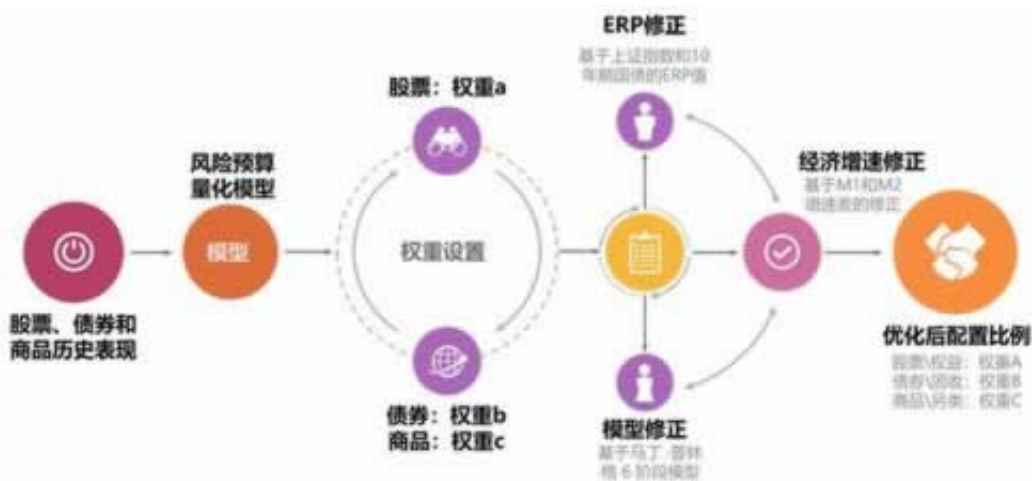 ERP修正
基于上证指数和10
年期国债的ERP值
股票：权重a
风险预算
量化模型
经济增速修正
基于M1和M2
增速差的修正
模型
权重设置
股票、债券和
商品历史表现
优化后配置比例
股票\权益：权重A
债券\固收：权重B
商品\另类：权重C
债券：权重b
商品：权重c
模型修正
基于马丁·普林
格6阶段模型